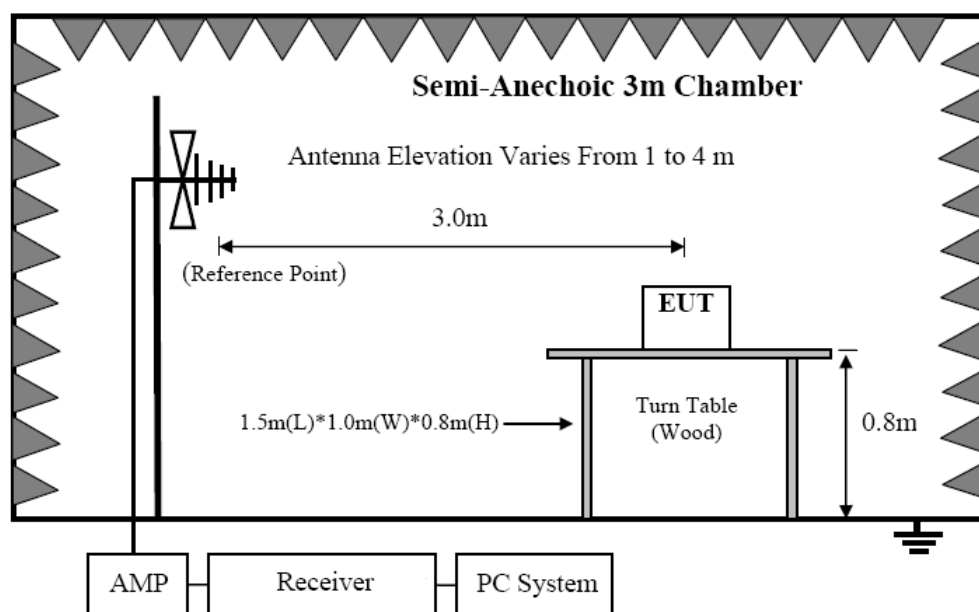 Semi-Anechoic 3m Chamber
Antenna Elevation Varies From 1 to 4 m
3.0m
(Reference Point)
EUT
1.5m(L)*1.0m(W)*0.8m(H)
Turn Table
(Wood)
0.8m
AMP
Receiver
PC System